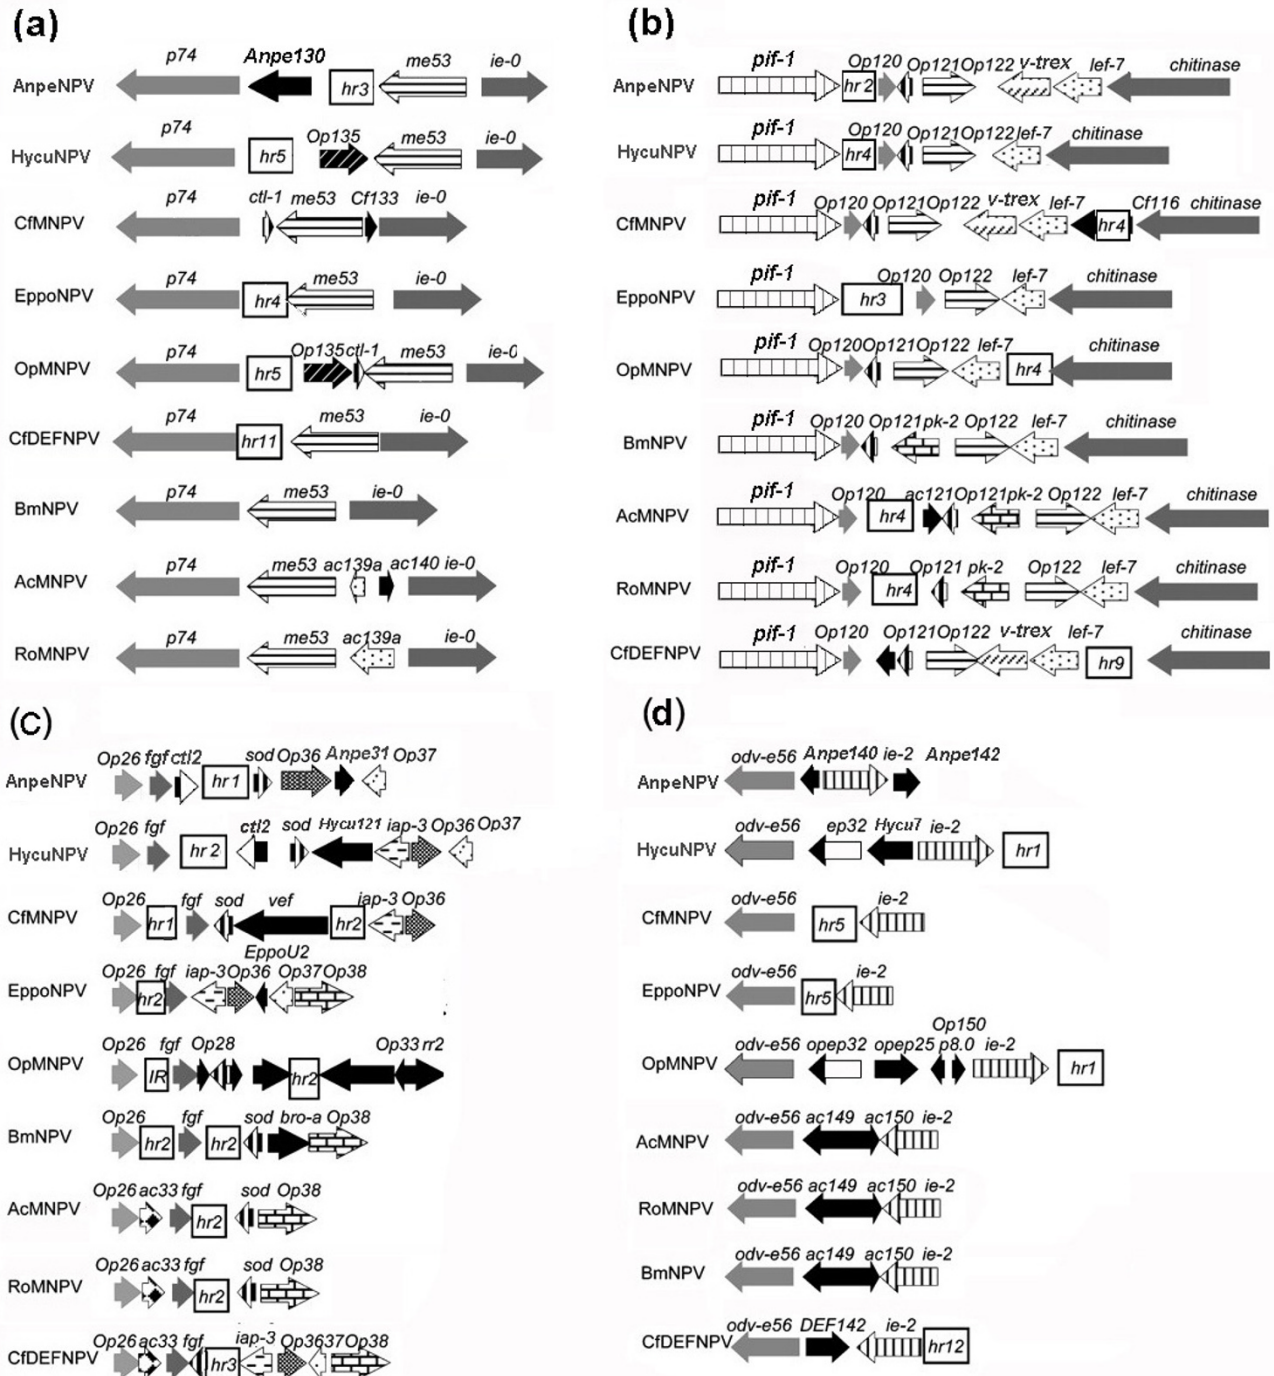 (a)
p74 Anpe130 me53 ie-0
AnpeNPV hr3
p74 Op135 me53 ie-0
HycuNPV hr5
p74 ctl-1 me53 Cf133 ie-0
CfMNPV
p74 me53 ie-0
EppoNPV hr4
p74 Op135 ctl-1 me53 ie-0
OpMNPV hr5
p74 me53 ie-0
CfDEFNPV hr11
p74 me53 ie-0
BmNPV
p74 me53 ac139a ac140 ie-0
AcMNPV
p74 me53 ac139a ie-0
RoMNPV
(b)
pif-1 Op120 Op121 Op122 v-trex lef-7 chitinase
AnpeNPV hr2
pif-1 Op120 Op121 Op122 lef-7 chitinase
HycuNPV hr4
pif-1 Op120 Op121 Op122 v-trex lef-7 Cf116 chitinase
CfMNPV hr4
pif-1 Op120 Op122 lef-7 chitinase
EppoNPV hr3
pif-1 Op120 Op121 Op122 lef-7 chitinase
OpMNPV hr4
pif-1 Op120 Op121 pk-2 Op122 lef-7 chitinase
BmNPV
pif-1 Op120 ac121 Op121 pk-2 Op122 lef-7 chitinase
AcMNPV hr4
pif-1 Op120 Op121 pk-2 Op122 lef-7 chitinase
RoMNPV hr4
pif-1 Op120 Op121 Op122 v-trex lef-7 chitinase
CfDEFNPV hr9
(c)
Op26 fgf ctl2 sod Op36 Anpe31 Op37
AnpeNPV hr1
Op26 fgf ctl2 sod Hycu121 iap-3 Op36 Op37
HycuNPV hr2
Op26 fgf sod vef iap-3 Op36
CfMNPV hr1 hr2
EppoU2
Op26 fgf iap-3 Op36 Op37 Op38
EppoNPV hr2
Op26 fgf Op28 Op33 rr2
OpMNPV IR hr2
Op26 fgf sod bro-a Op38
BmNPV hr2 hr2
Op26 ac33 fgf sod Op38
AcMNPV hr2
Op26 ac33 fgf sod Op38
RoMNPV hr2
Op26 ac33 fgf iap-3 Op36 37 Op38
CfDEFNPV hr3
(d)
odv-e56 Anpe140 ie-2 Anpe142
AnpeNPV
odv-e56 ep32 Hycu7 ie-2
HycuNPV hr1
odv-e56 ie-2
CfMNPV hr5
odv-e56 ie-2
EppoNPV hr5
Op150
odv-e56 opep32 opep25 p8.0 ie-2
OpMNPV hr1
odv-e56 ac149 ac150 ie-2
AcMNPV
odv-e56 ac149 ac150 ie-2
RoMNPV
odv-e56 ac149 ac150 ie-2
BmNPV
odv-e56 DEF142 ie-2
CfDEFNPV hr12